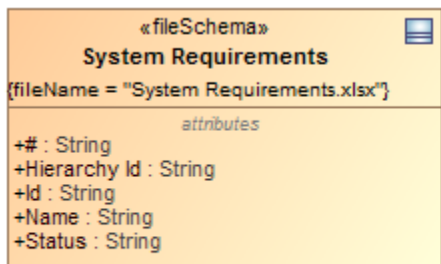 «fileSchema»
System Requirements
{fileName = "System Requirements.xlsx"}
attributes
+# : String
+Hierarchy Id : String
+Id : String
+Name : String
+Status : String